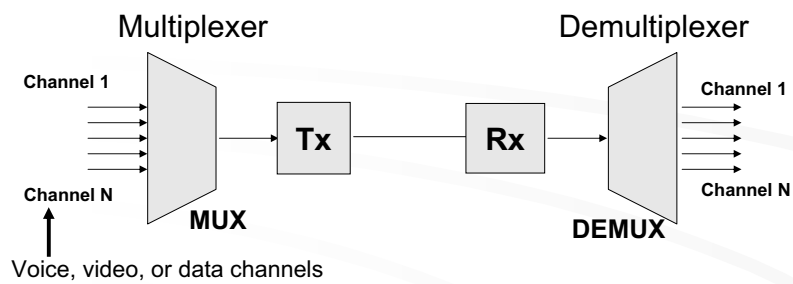 Multiplexer
Demultiplexer
Channel 1
Channel 1
Tx
Rx
Channel N
Channel N
MUX
DEMUX
Voice, video, or data channels